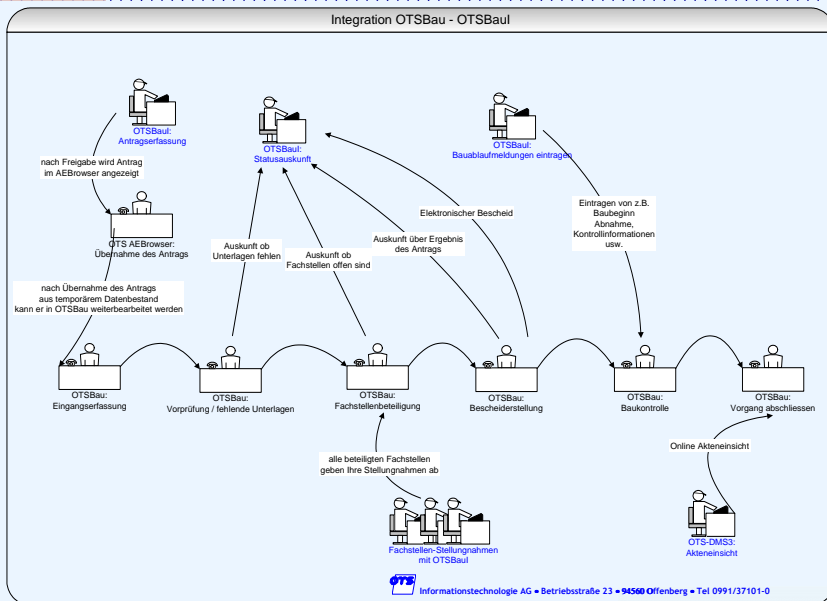 Integration OTSBau - OTSBauI
OTSBauI:
Antragserfassung
OTSBauI:
Statusauskunft
OTSBauI:
Bauablaufmeldungen eintragen
nach Freigabe wird Antrag
im AEBrowser angezeigt
OTS AEBrowser:
Übernahme des Antrags
Auskunft ob
Unterlagen fehlen
Auskunft ob
Fachstellen offen sind
Auskunft über Ergebnis
des Antrags
Elektronischer Bescheid
Eintragen von z.B.
Baubeginn
Abnahme,
Kontrollinformationen
usw.
nach Übernahme des Antrags
aus temporärem Datenbestand
kann er in OTSBau weiterbearbeitet werden
OTSBau:
Eingangserfassung
OTSBau:
Vorprüfung / fehlende Unterlagen
OTSBau:
Fachstellenbeteiligung
OTSBau:
Bescheiderstellung
OTSBau:
Baukontrolle
OTSBau:
Vorgang abschliessen
alle beteiligten Fachstellen
geben Ihre Stellungnahmen ab
Online Akteneinsicht
Fachstellen-Stellungnahmen
mit OTSBauI
OTS-DMS3:
Akteneinsicht
OTS Informationstechnologie AG • Betriebsstraße 23 • 94560 Offenberg • Tel 0991/37101-0